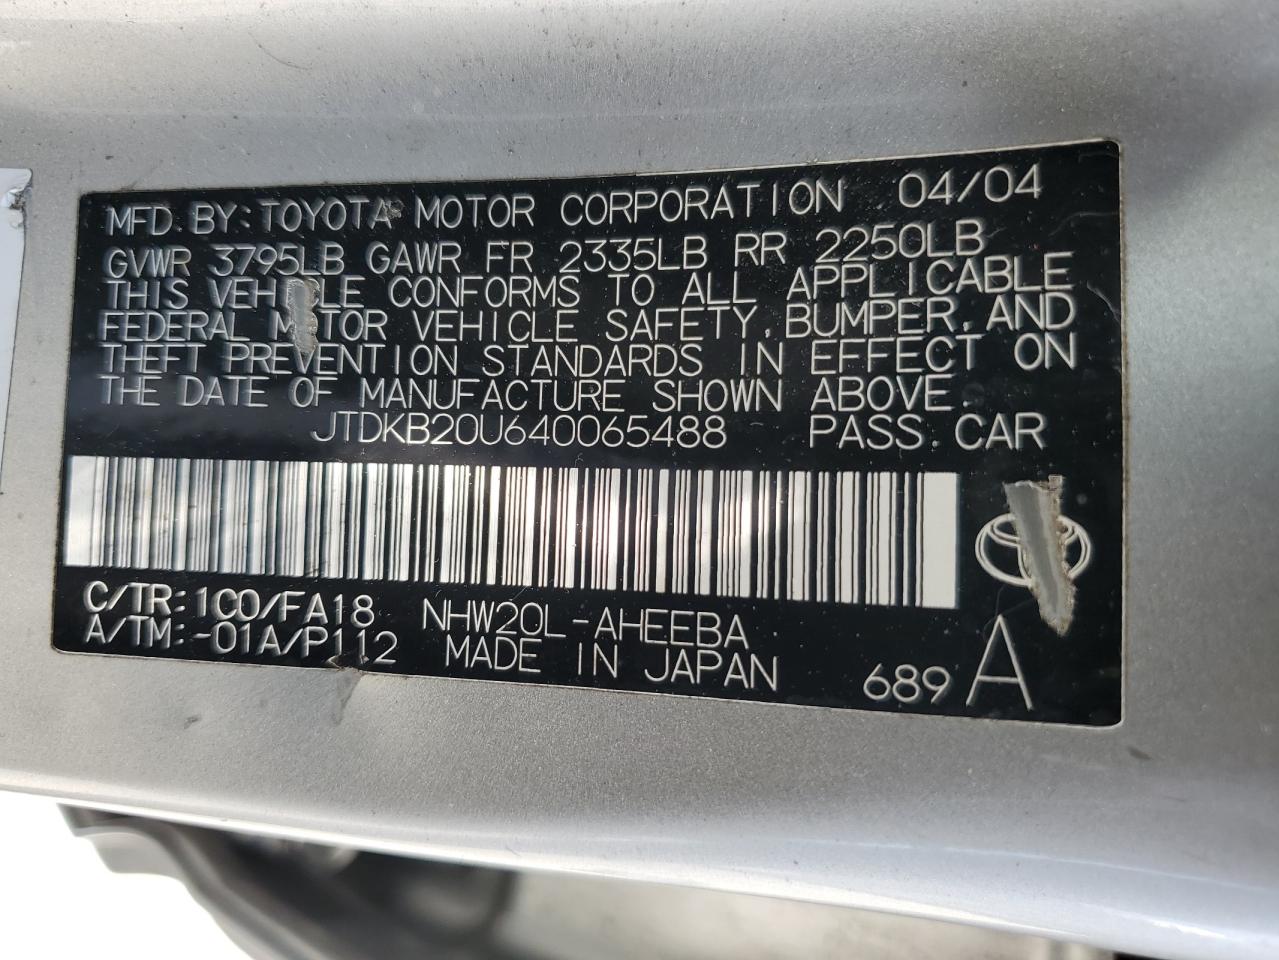 MFD. BY: TOYOTA MOTOR CORPORATION 04/04
GVWR 3795LB GAWR FR 2335LB RR 2250LB
THIS VEHICLE CONFORMS TO ALL APPLICABLE
FEDERAL MOTOR VEHICLE SAFETY, BUMPER, AND
THEFT PREVENTION STANDARDS IN EFFECT ON
THE DATE OF MANUFACTURE SHOWN ABOVE.
JTDKB20U640065488 PASS. CAR
C/TR: 1C0/FA18 NHW20L-AHEEBA
A/TM: -01A/P112 MADE IN JAPAN 689 A